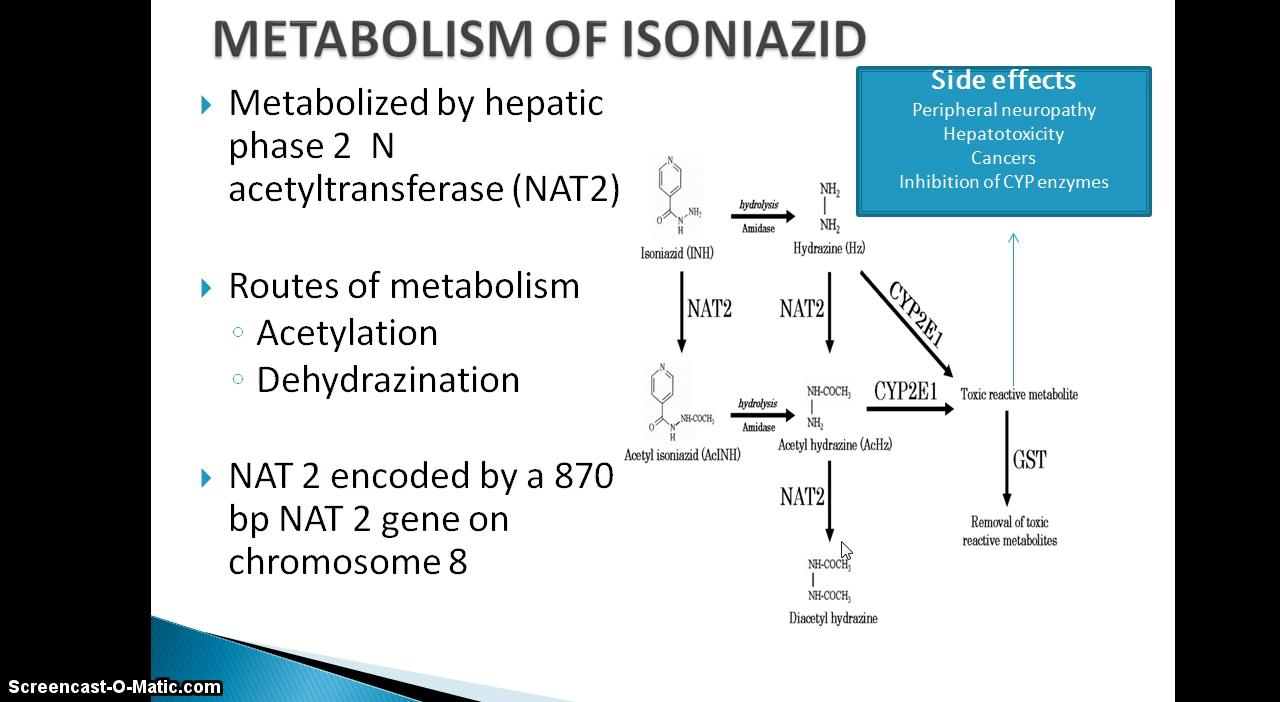 METABOLISM OF ISONIAZID
Metabolized by hepatic
phase 2 N
acetyltransferase (NAT2)
Routes of metabolism
Acetylation
Dehydrazination
NAT 2 encoded by a 870
bp NAT 2 gene on
chromosome 8
Side effects
Peripheral neuropathy
Hepatotoxicity
Cancers
Inhibition of CYP enzymes
N
O
N
H
NH₂
Isoniazid (INH)
hydrolysis
Amidase
NH₂
NH₂
Hydrazine (Hz)
NAT2
NAT2
CYP2E1
N
O
N
H
NH-COCH₃
Acetyl isoniazid (AcINH)
hydrolysis
Amidase
NH-COCH₃
NH₂
Acetyl hydrazine (AcHz)
CYP2E1
Toxic reactive metabolite
NAT2
GST
Removal of toxic
reactive metabolites
NH-COCH₃
NH-COCH₃
Diacetyl hydrazine
Screencast-O-Matic.com